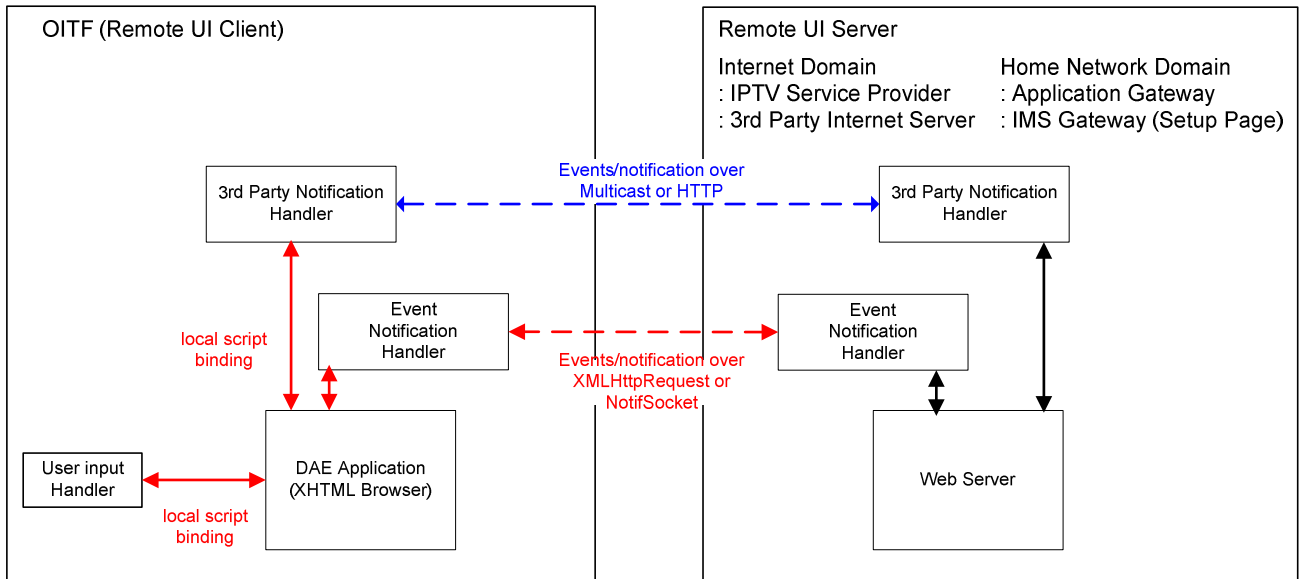 OITF (Remote UI Client)
Remote UI Server
Internet Domain
: IPTV Service Provider
: 3rd Party Internet Server
Home Network Domain
: Application Gateway
: IMS Gateway (Setup Page)
Events/notification over
Multicast or HTTP
3rd Party Notification
Handler
3rd Party Notification
Handler
local script
binding
Event
Notification
Handler
Event
Notification
Handler
Events/notification over
XMLHttpRequest or
NotifSocket
User input
Handler
local script
binding
DAE Application
(XHTML Browser)
Web Server